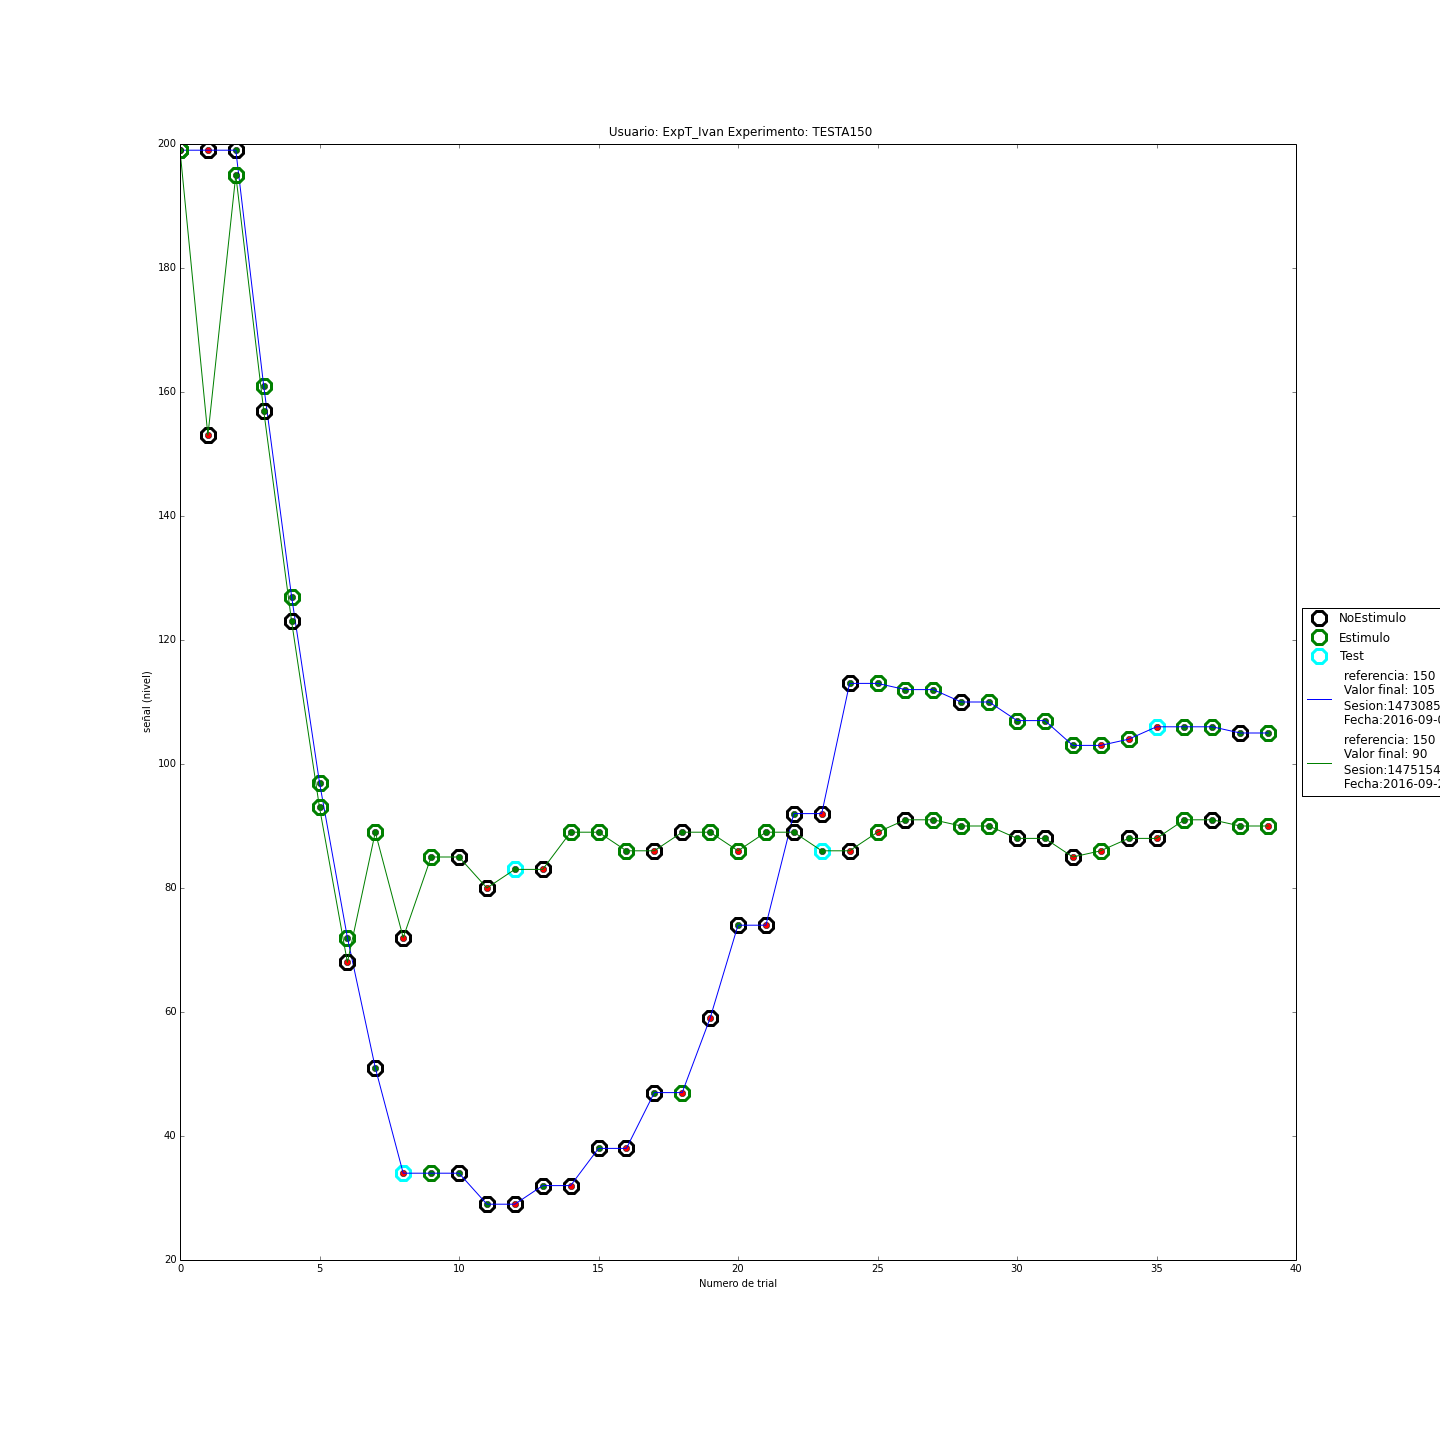 Usuario: ExpT_Ivan Experimento: TESTA150
200
180
160
140
120
100
80
60
40
20
señal (nivel)
0 5 10 15 20 25 30 35 40
Numero de trial
NoEstimulo
Estimulo
Test
referencia: 150
Valor final: 105
Sesion:1473085
Fecha:2016-09-0
referencia: 150
Valor final: 90
Sesion:1475154
Fecha:2016-09-2